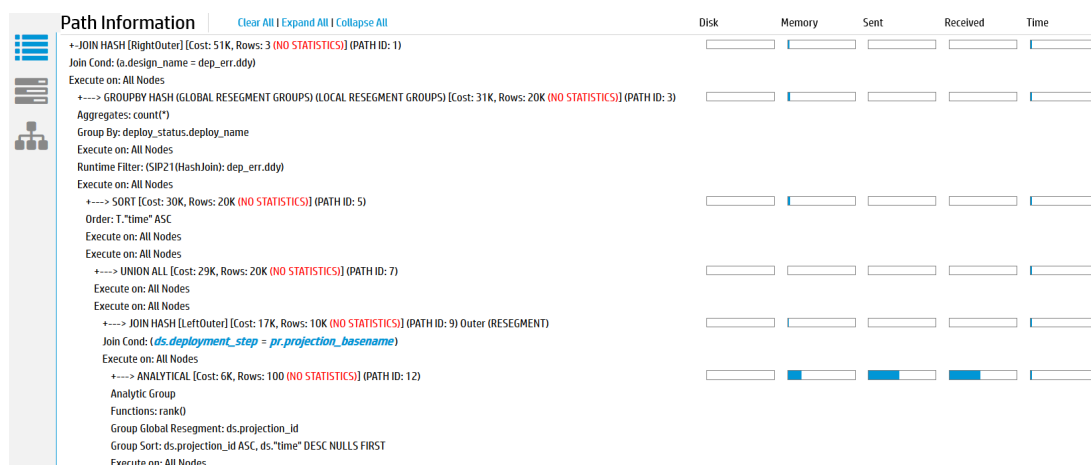 Path Information Clear All | Expand All | Collapse All Disk Memory Sent Received Time
+-JOIN HASH [RightOuter] [Cost: 51K, Rows: 3 (NO STATISTICS)] (PATH ID: 1)
Join Cond: (a.design_name = dep_err.ddy)
Execute on: All Nodes
+---> GROUPBY HASH (GLOBAL RESEGMENT GROUPS) (LOCAL RESEGMENT GROUPS) [Cost: 31K, Rows: 20K (NO STATISTICS)] (PATH ID: 3)
Aggregates: count(*)
Group By: deploy_status.deploy_name
Execute on: All Nodes
Runtime Filter: (SIP21(HashJoin): dep_err.ddy)
Execute on: All Nodes
+---> SORT [Cost: 30K, Rows: 20K (NO STATISTICS)] (PATH ID: 5)
Order: T."time" ASC
Execute on: All Nodes
Execute on: All Nodes
+---> UNION ALL [Cost: 29K, Rows: 20K (NO STATISTICS)] (PATH ID: 7)
Execute on: All Nodes
Execute on: All Nodes
+---> JOIN HASH [LeftOuter] [Cost: 17K, Rows: 10K (NO STATISTICS)] (PATH ID: 9) Outer (RESEGMENT)
Join Cond: (ds.deployment_step = pr.projection_basename)
Execute on: All Nodes
+---> ANALYTICAL [Cost: 6K, Rows: 100 (NO STATISTICS)] (PATH ID: 12)
Analytic Group
Functions: rank()
Group Global Resegment: ds.projection_id
Group Sort: ds.projection_id ASC, ds."time" DESC NULLS FIRST
Execute on: All Nodes